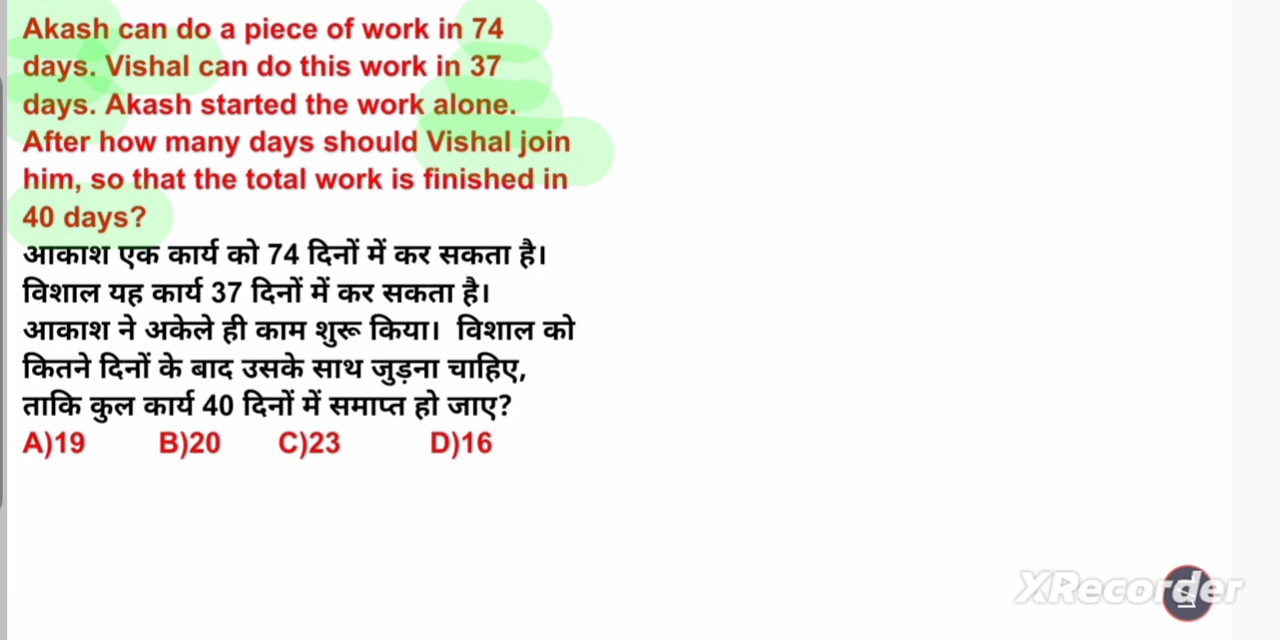 Akash can do a piece of work in 74
days. Vishal can do this work in 37
days. Akash started the work alone.
After how many days should Vishal join
him, so that the total work is finished in
40 days?
आकाश एक कार्य को 74 दिनों में कर सकता है।
विशाल यह कार्य 37 दिनों में कर सकता है।
आकाश ने अकेले ही काम शुरू किया। विशाल को
कितने दिनों के बाद उसके साथ जुड़ना चाहिए,
ताकि कुल कार्य 40 दिनों में समाप्त हो जाए?
A)19 B)20 C)23 D)16
XRecorder